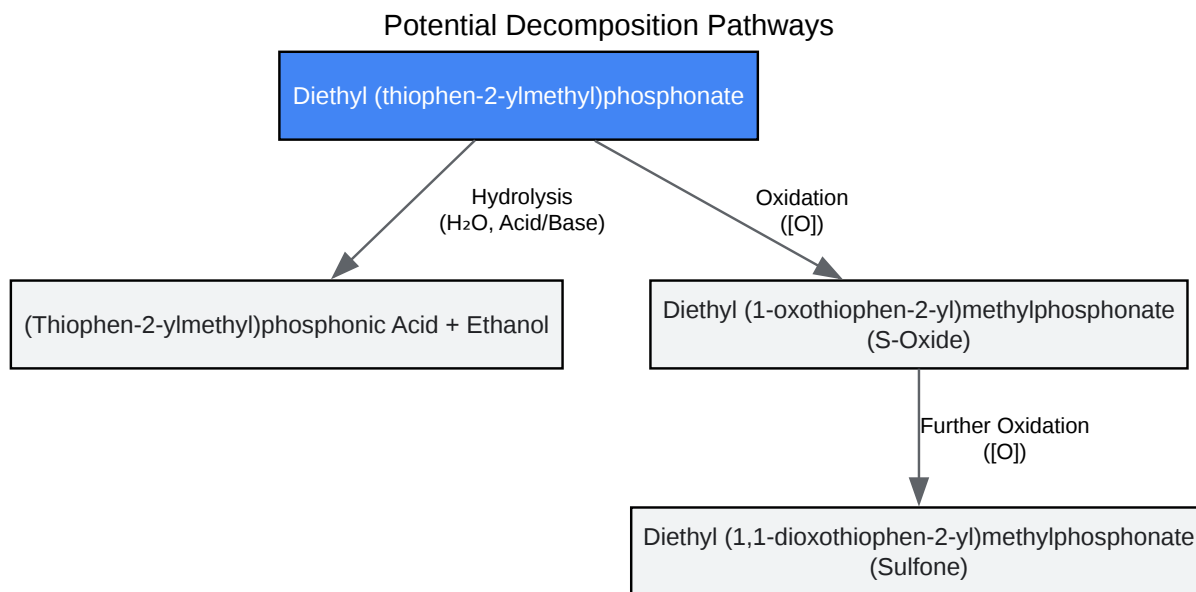 Potential Decomposition Pathways
Diethyl (thiophen-2-ylmethyl)phosphonate
Hydrolysis
(H₂O, Acid/Base)
Oxidation
([O])
(Thiophen-2-ylmethyl)phosphonic Acid + Ethanol
Diethyl (1-oxothiophen-2-yl)methylphosphonate
(S-Oxide)
Further Oxidation
([O])
Diethyl (1,1-dioxothiophen-2-yl)methylphosphonate
(Sulfone)